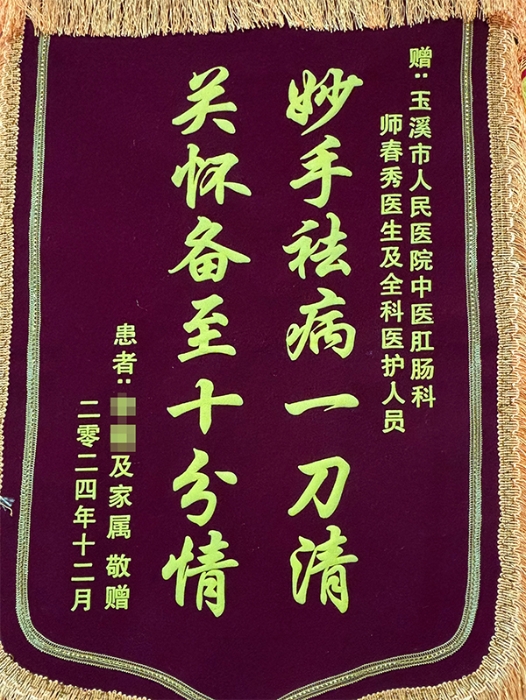 赠：玉溪市人民医院中医肛肠科
师春秀医生及全科医护人员
妙手祛病一刀清
关怀备至十分情
患者：及家属 敬赠
二零二四年十二月